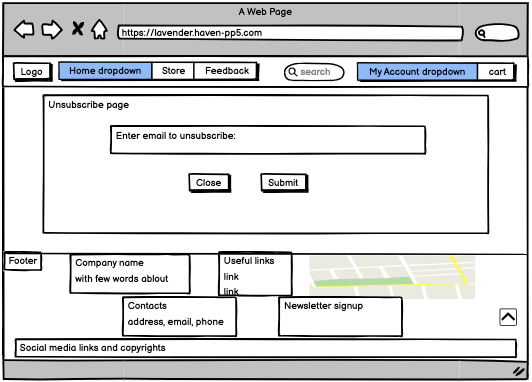 A Web Page
https://lavender.haven-pp5.com
Logo
Home dropdown
Store
Feedback
search
My Account dropdown
cart
Unsubscribe page
Enter email to unsubscribe:
Close
Submit
Footer
Company name
with few words ablout
Useful links
link
link
Contacts
address, email, phone
Newsletter signup
Social media links and copyrights